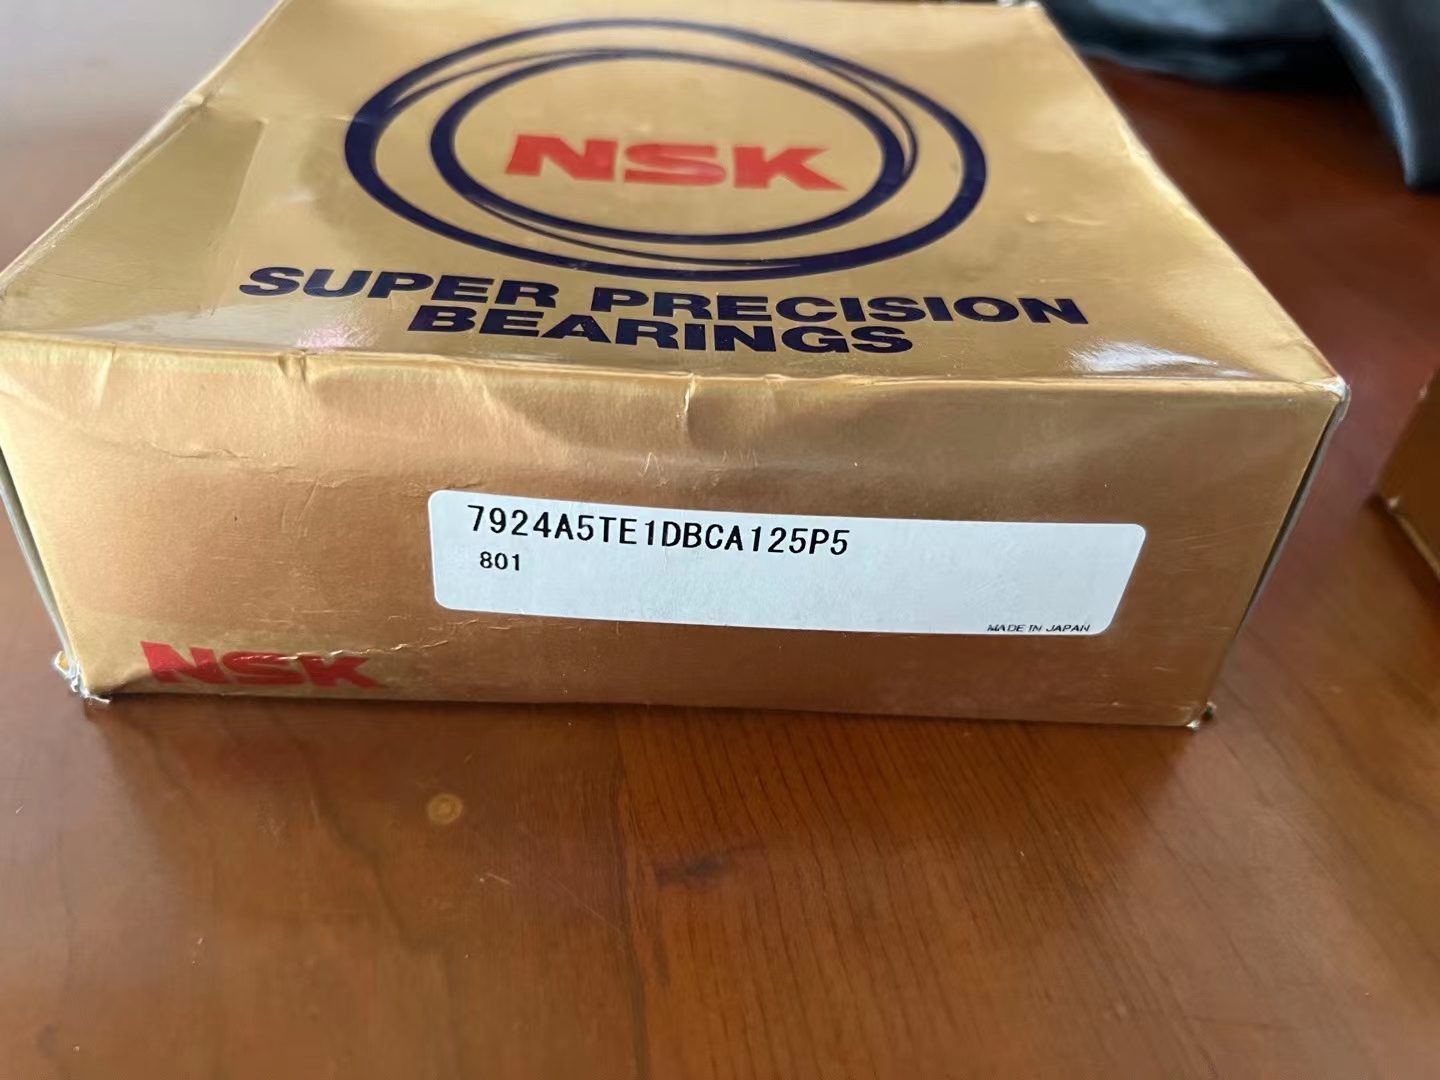 NSK
SUPER PRECISION
BEARINGS
7924A5TE1DBCA125P5
801
MADE IN JAPAN
NSK